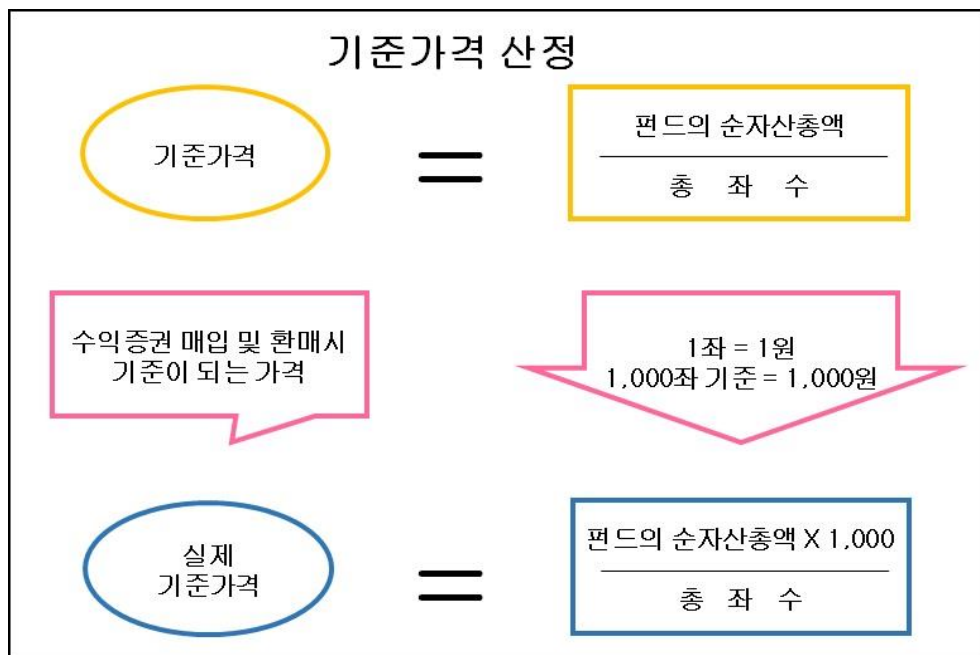 기준가격 산정
기준가격
=
펀드의 순자산총액
총 좌 수
수익증권 매입 및 환매시
기준이 되는 가격
1좌 = 1원
1,000좌 기준 = 1,000원
실제
기준가격
=
펀드의 순자산총액 X 1,000
총 좌 수